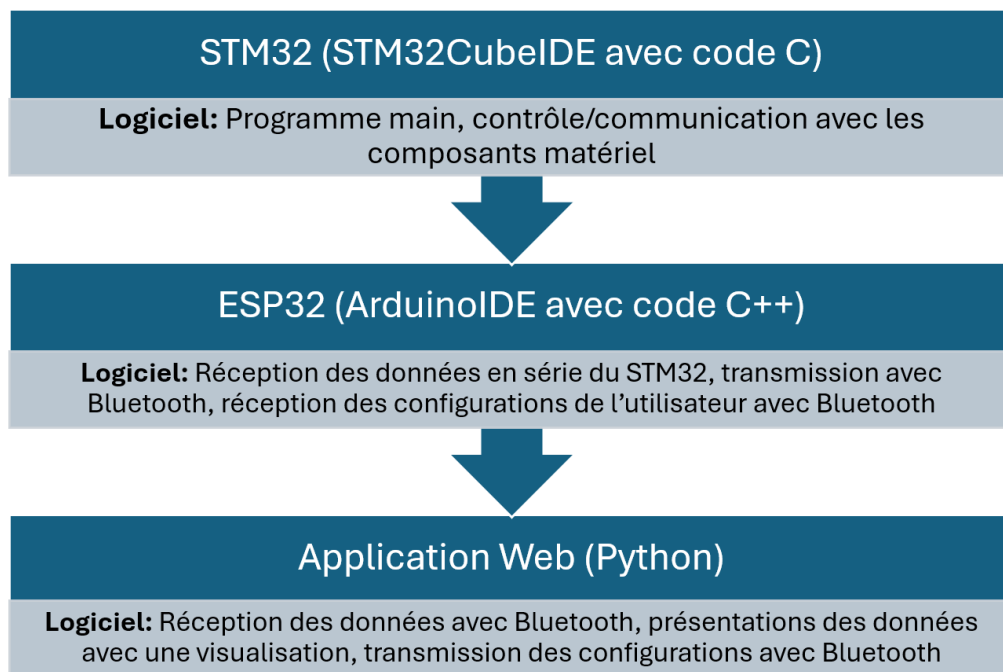 STM32 (STM32CubeIDE avec code C)
Logiciel: Programme main, contrôle/communication avec les
composants matériel
ESP32 (ArduinoIDE avec code C++)
Logiciel: Réception des données en série du STM32, transmission avec
Bluetooth, réception des configurations de l’utilisateur avec Bluetooth
Application Web (Python)
Logiciel: Réception des données avec Bluetooth, présentations des données
avec une visualisation, transmission des configurations avec Bluetooth